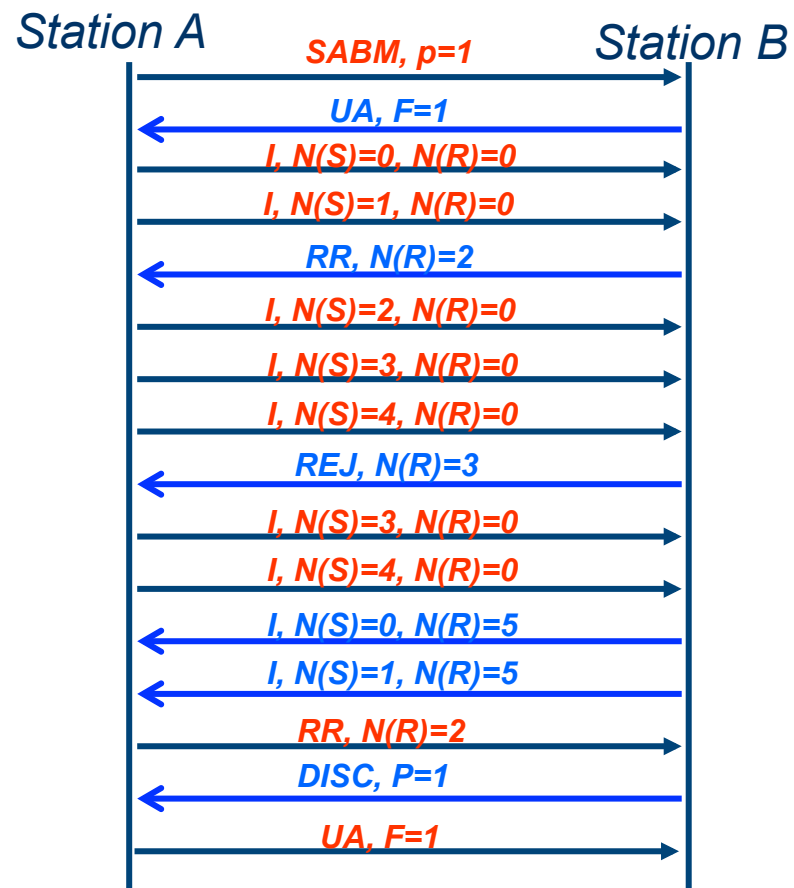 Station A
Station B
SABM, p=1
UA, F=1
I, N(S)=0, N(R)=0
I, N(S)=1, N(R)=0
RR, N(R)=2
I, N(S)=2, N(R)=0
I, N(S)=3, N(R)=0
I, N(S)=4, N(R)=0
REJ, N(R)=3
I, N(S)=3, N(R)=0
I, N(S)=4, N(R)=0
I, N(S)=0, N(R)=5
I, N(S)=1, N(R)=5
RR, N(R)=2
DISC, P=1
UA, F=1